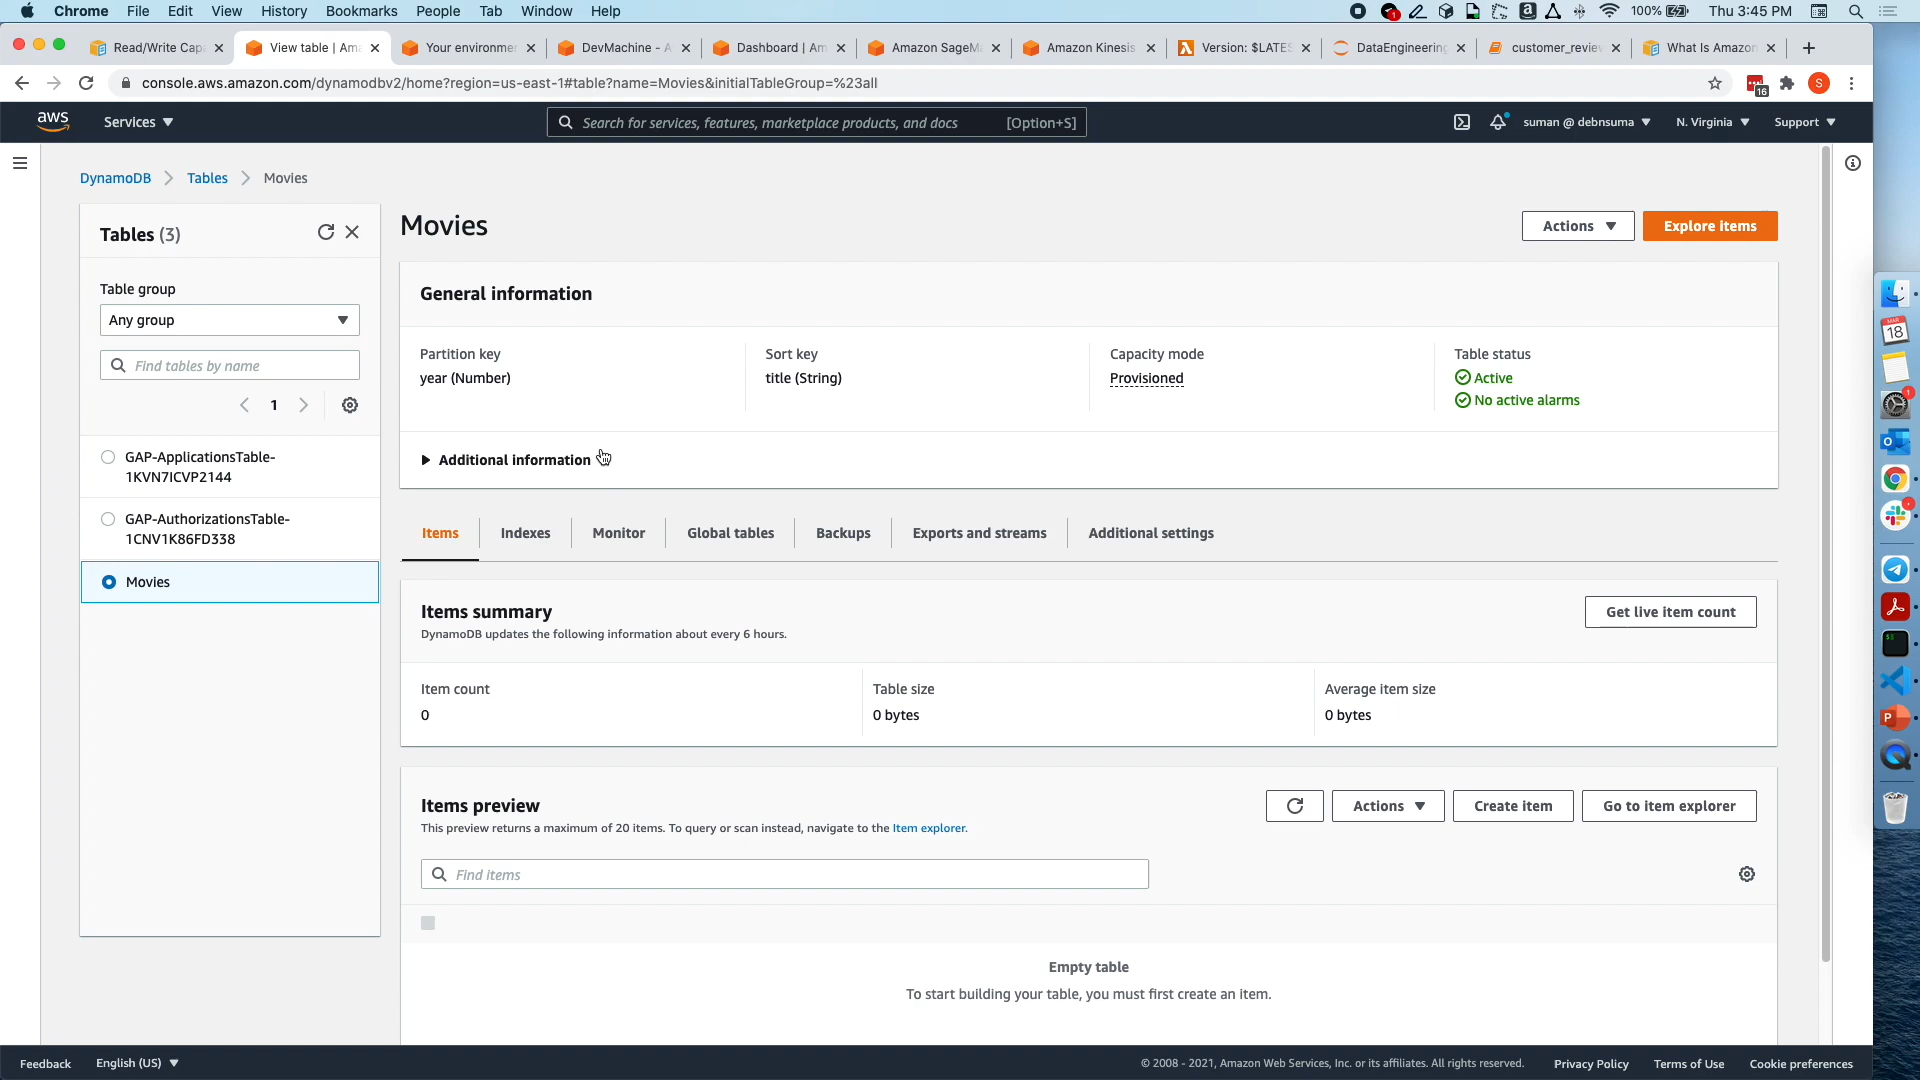 Chrome File Edit View History Bookmarks People Tab Window Help 100% Thu 3:45 PM
Read/Write Cap View table | Am Your environme DevMachine - A Dashboard | Am Amazon SageMa Amazon Kinesis Version: $LATES DataEngineering customer_revie What Is Amazon
console.aws.amazon.com/dynamodbv2/home?region=us-east-1#table?name=Movies&initialTableGroup=%23all
16 S
aws Services Search for services, features, marketplace products, and docs [Option+S] suman @ debnsuma N. Virginia Support
DynamoDB Tables Movies
Tables (3)
Table group
Any group
Find tables by name
1
GAP-ApplicationsTable-
1KVN7ICVP2144
GAP-AuthorizationsTable-
1CNV1K86FD338
Movies
Movies
Actions Explore items
General information
Partition key
year (Number)
Sort key
title (String)
Capacity mode
Provisioned
Table status
Active
No active alarms
Additional information
Items Indexes Monitor Global tables Backups Exports and streams Additional settings
Items summary
Get live item count
DynamoDB updates the following information about every 6 hours.
Item count
0
Table size
0 bytes
Average item size
0 bytes
Items preview
Actions Create item Go to item explorer
This preview returns a maximum of 20 items. To query or scan instead, navigate to the Item explorer.
Find items
Empty table
To start building your table, you must first create an item.
MAR
18
Feedback English (US) © 2008 - 2021, Amazon Web Services, Inc. or its affiliates. All rights reserved. Privacy Policy Terms of Use Cookie preferences